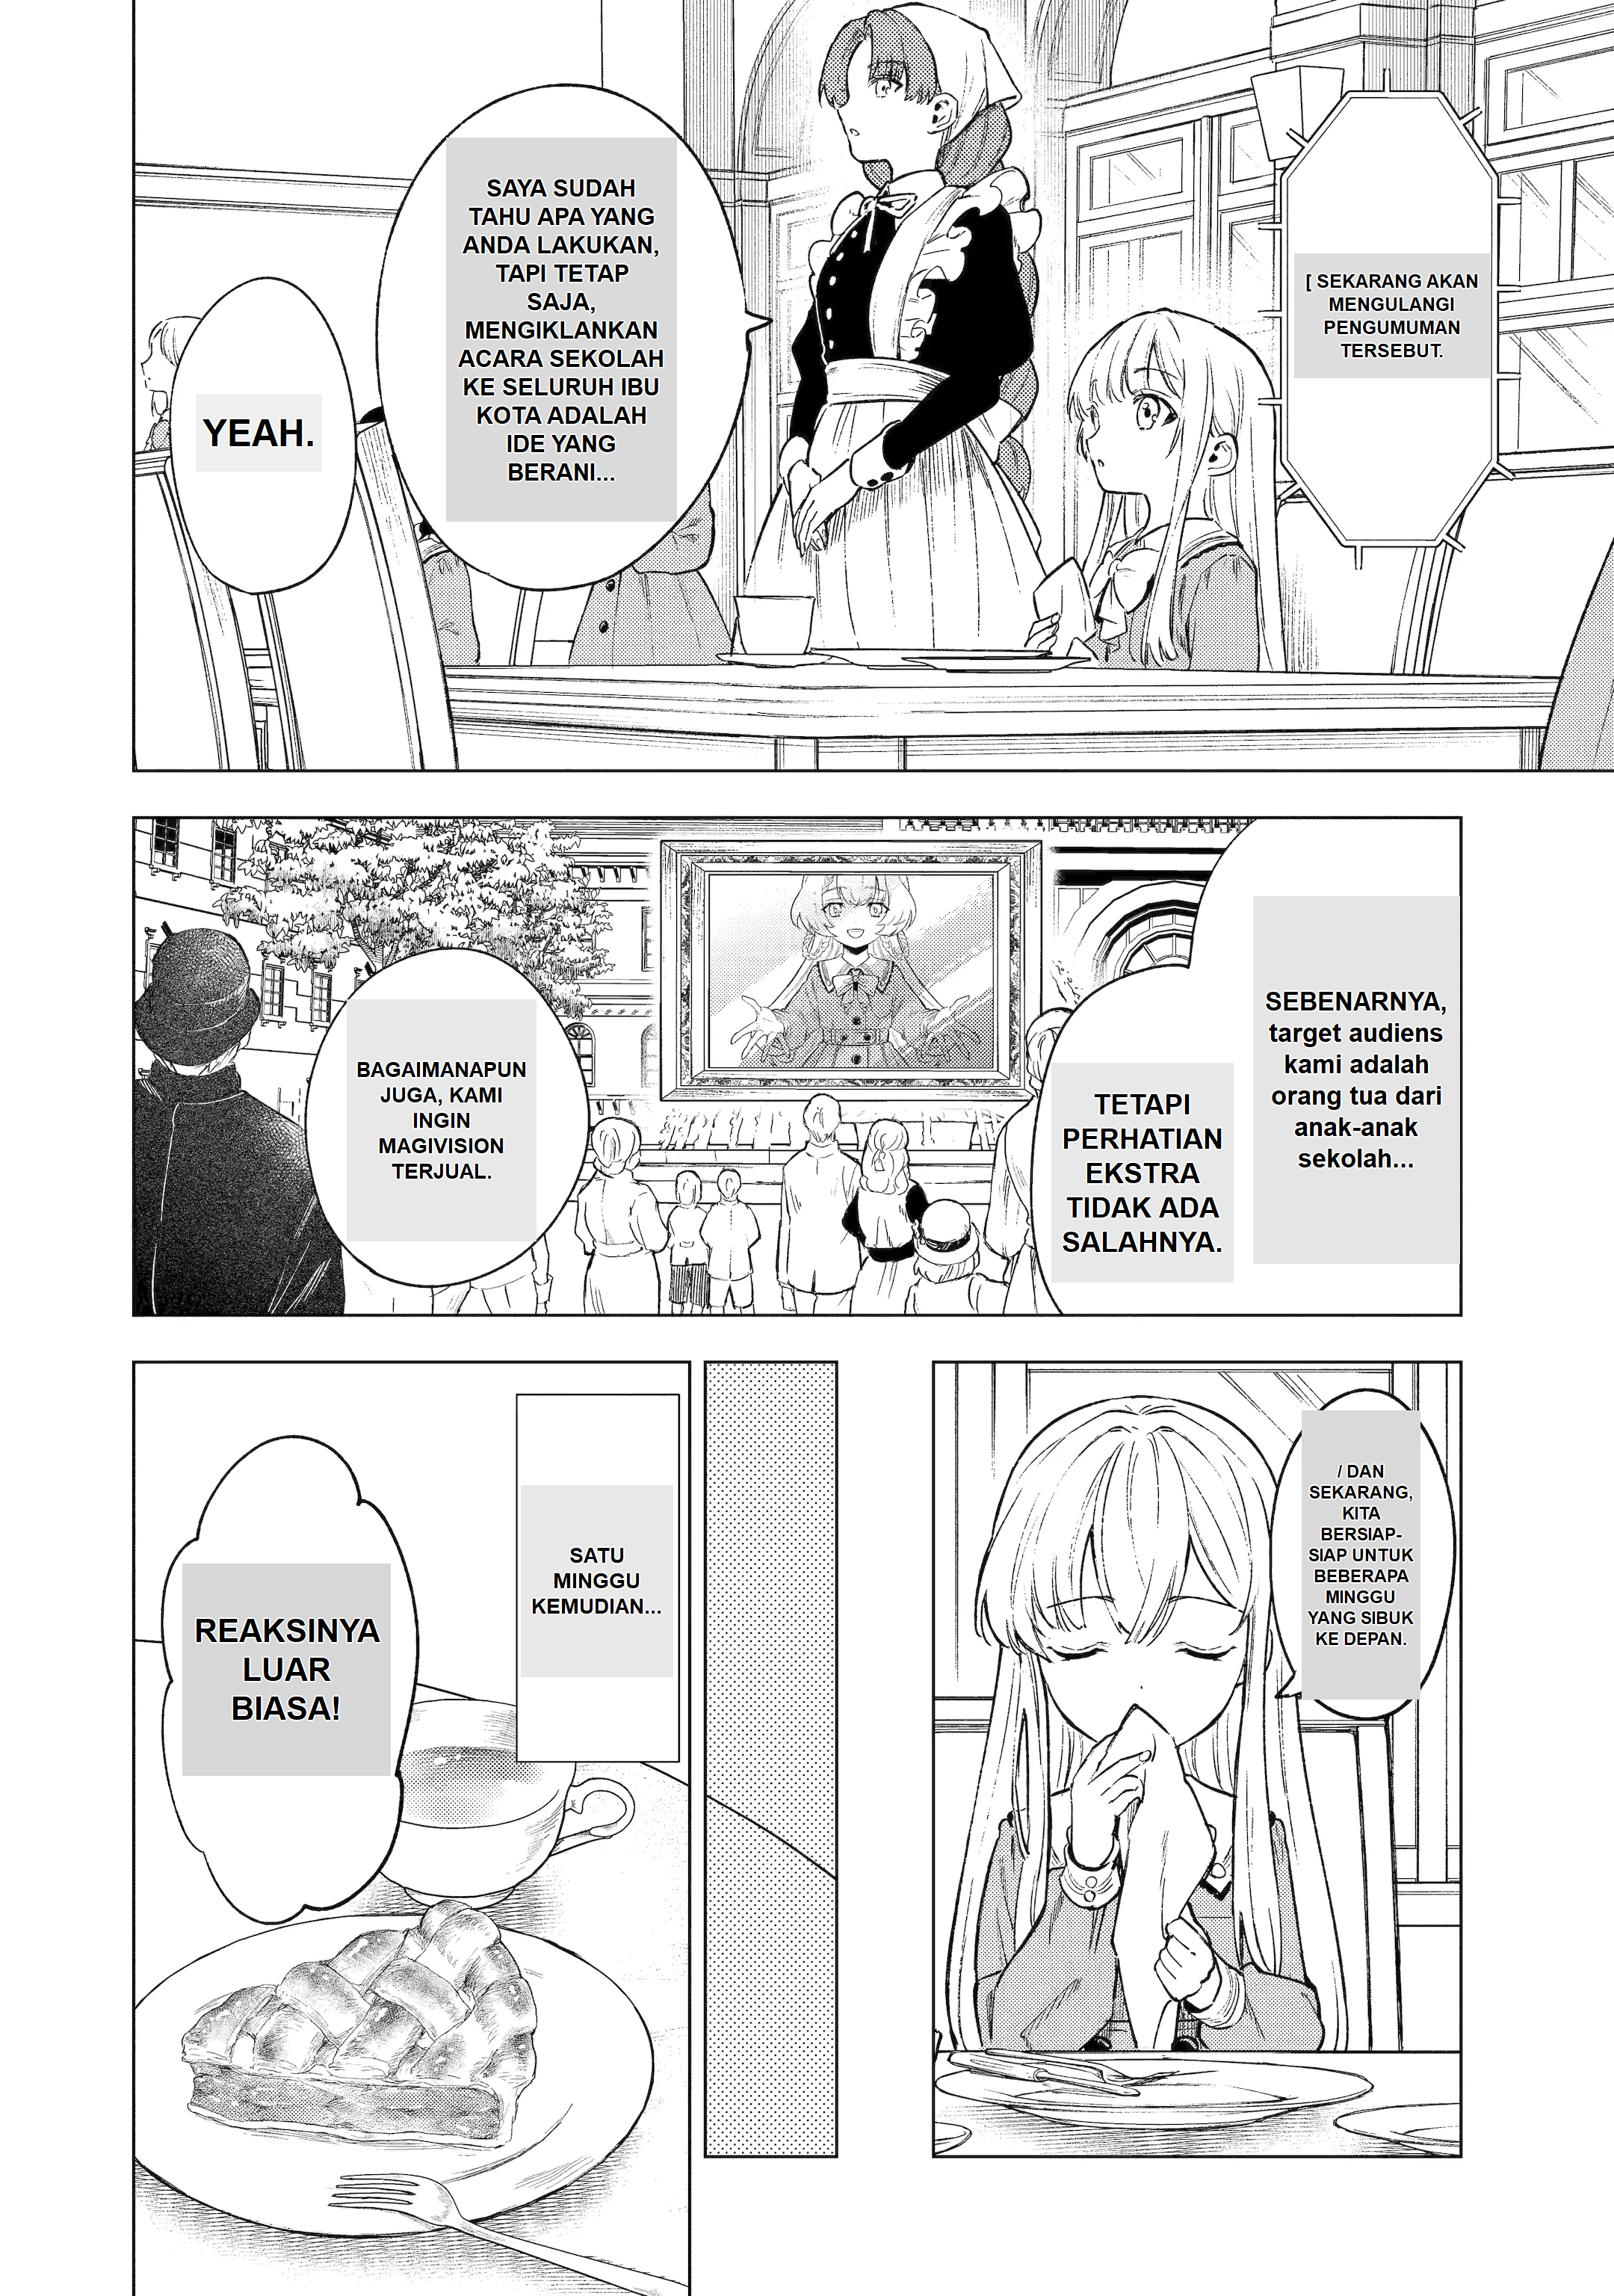 [ SEKARANG AKAN
MENGULANGI
PENGUMUMAN
TERSEBUT.
SAYA SUDAH
TAHU APA YANG
ANDA LAKUKAN,
TAPI TETAP
SAJA,
MENGIKLANKAN
ACARA SEKOLAH
KE SELURUH IBU
KOTA ADALAH
IDE YANG
BERANI...
YEAH.
SEBENARNYA,
target audiens
kami adalah
orang tua dari
anak-anak
sekolah...
TETAPI
PERHATIAN
EKSTRA
TIDAK ADA
SALAHNYA.
BAGAIMANAPUN
JUGA, KAMI
INGIN
MAGIVISION
TERJUAL.
/ DAN
SEKARANG,
KITA
BERSIAP-
SIAP UNTUK
BEBERAPA
MINGGU
YANG SIBUK
KE DEPAN.
SATU
MINGGU
KEMUDIAN...
REAKSINYA
LUAR
BIASA!